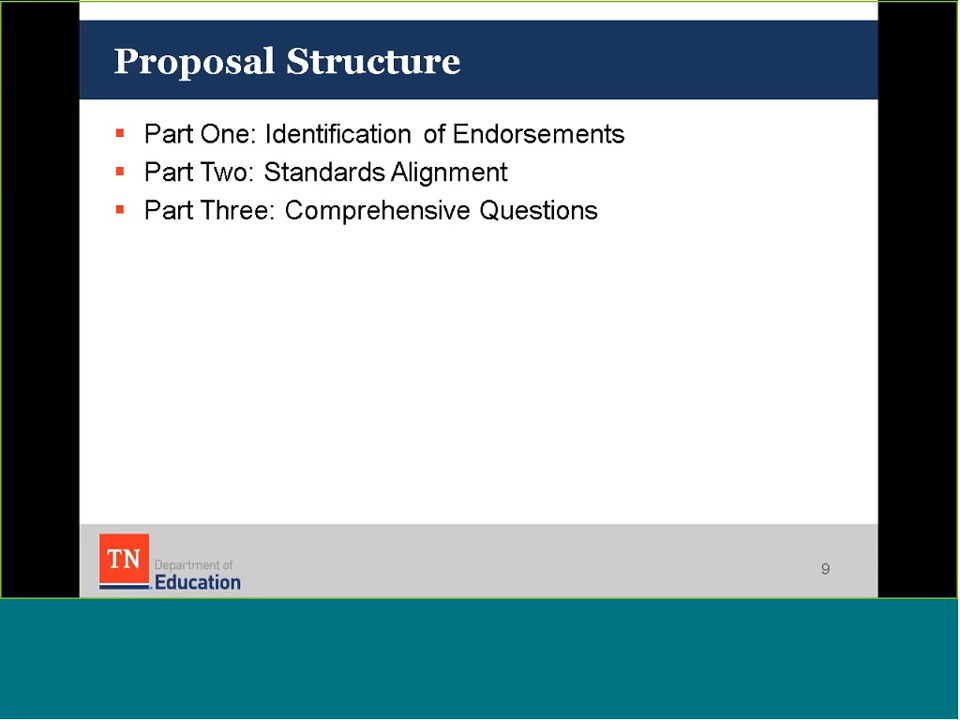 Proposal Structure
Part One: Identification of Endorsements
Part Two: Standards Alignment
Part Three: Comprehensive Questions
TN
Department of
Education
9